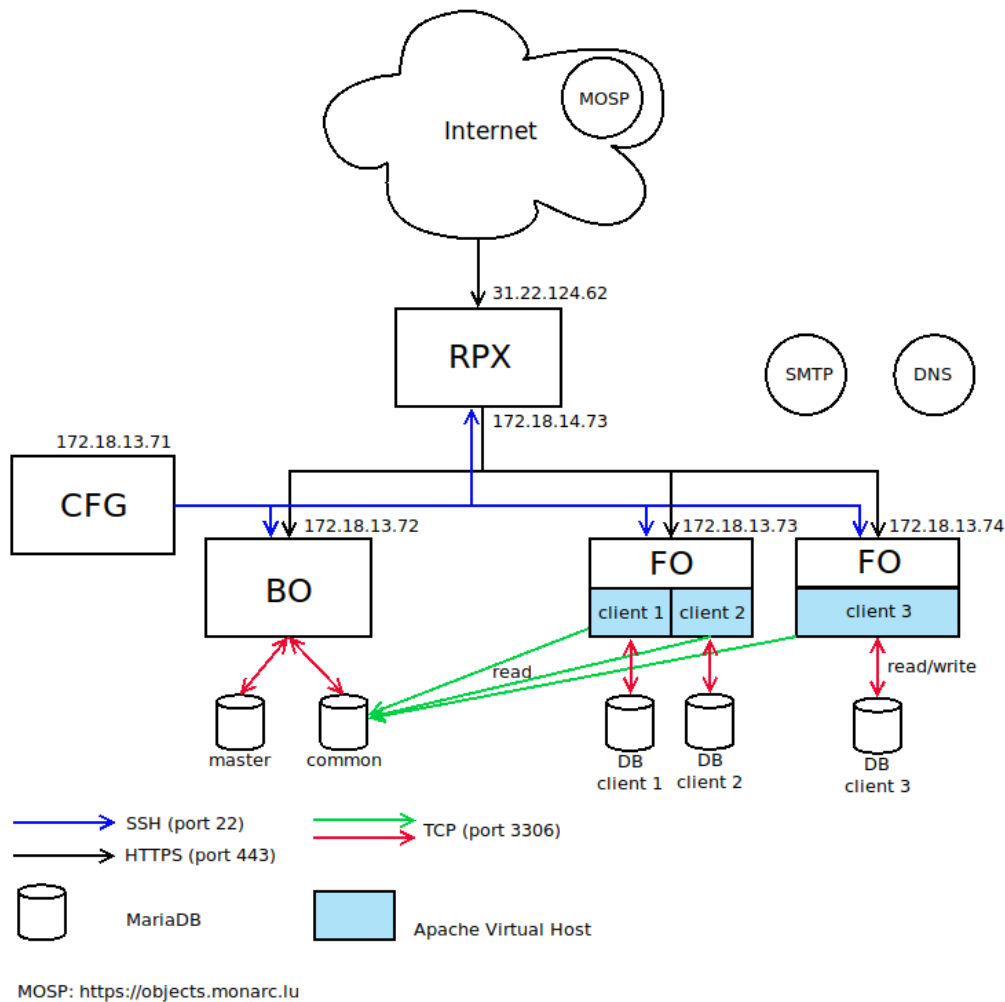 MOSP
Internet
31.22.124.62
RPX
SMTP
DNS
172.18.14.73
172.18.13.71
CFG
172.18.13.72
172.18.13.73
172.18.13.74
BO
FO
FO
client 1
client 2
client 3
read
read/write
master
common
DB
client 1
DB
client 2
DB
client 3
SSH (port 22)
TCP (port 3306)
HTTPS (port 443)
MariaDB
Apache Virtual Host
MOSP: https://objects.monarc.lu